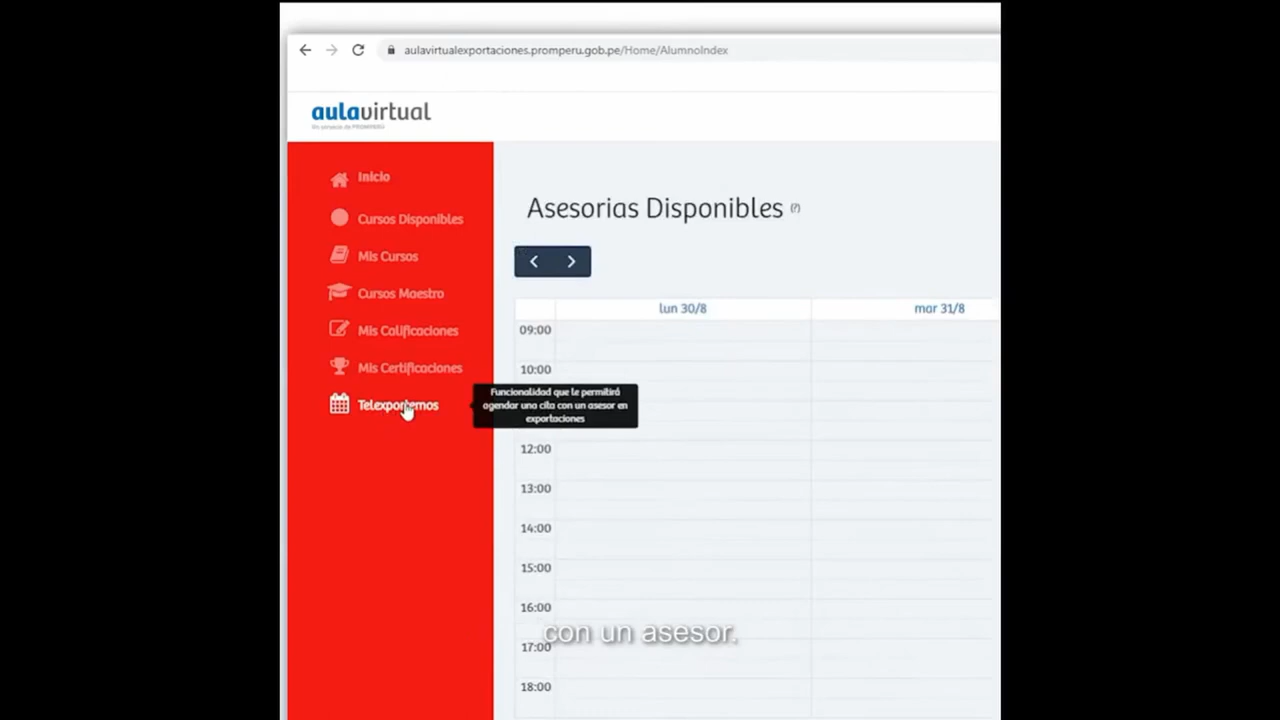 aulavirtualexportaciones.promperu.gob.pe/Home/AlumnoIndex
aulavirtual
Inicio
Cursos Disponibles
Mis Cursos
Cursos Maestro
Mis Calificaciones
Mis Certificaciones
Telexportemos
Funcionalidad que le permitirá
agendar una cita con un asesor en
exportaciones
Asesorias Disponibles (?)
lun 30/8
mar 31/8
09:00
10:00
12:00
13:00
14:00
15:00
16:00
con un asesor.
17:00
18:00